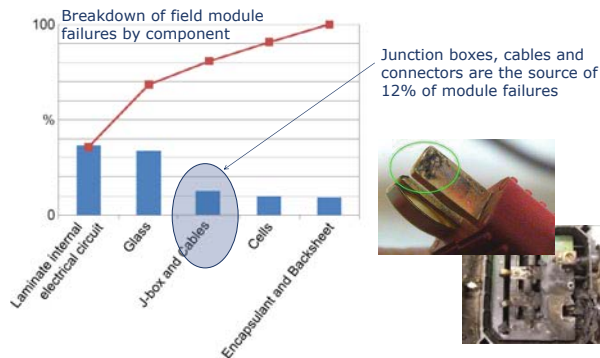 Breakdown of field module
failures by component
100
%
0
Laminate internal
electrical circuit
Glass
J-box and Cables
Cells
Encapsulant and Backsheet
Junction boxes, cables and
connectors are the source of
12% of module failures